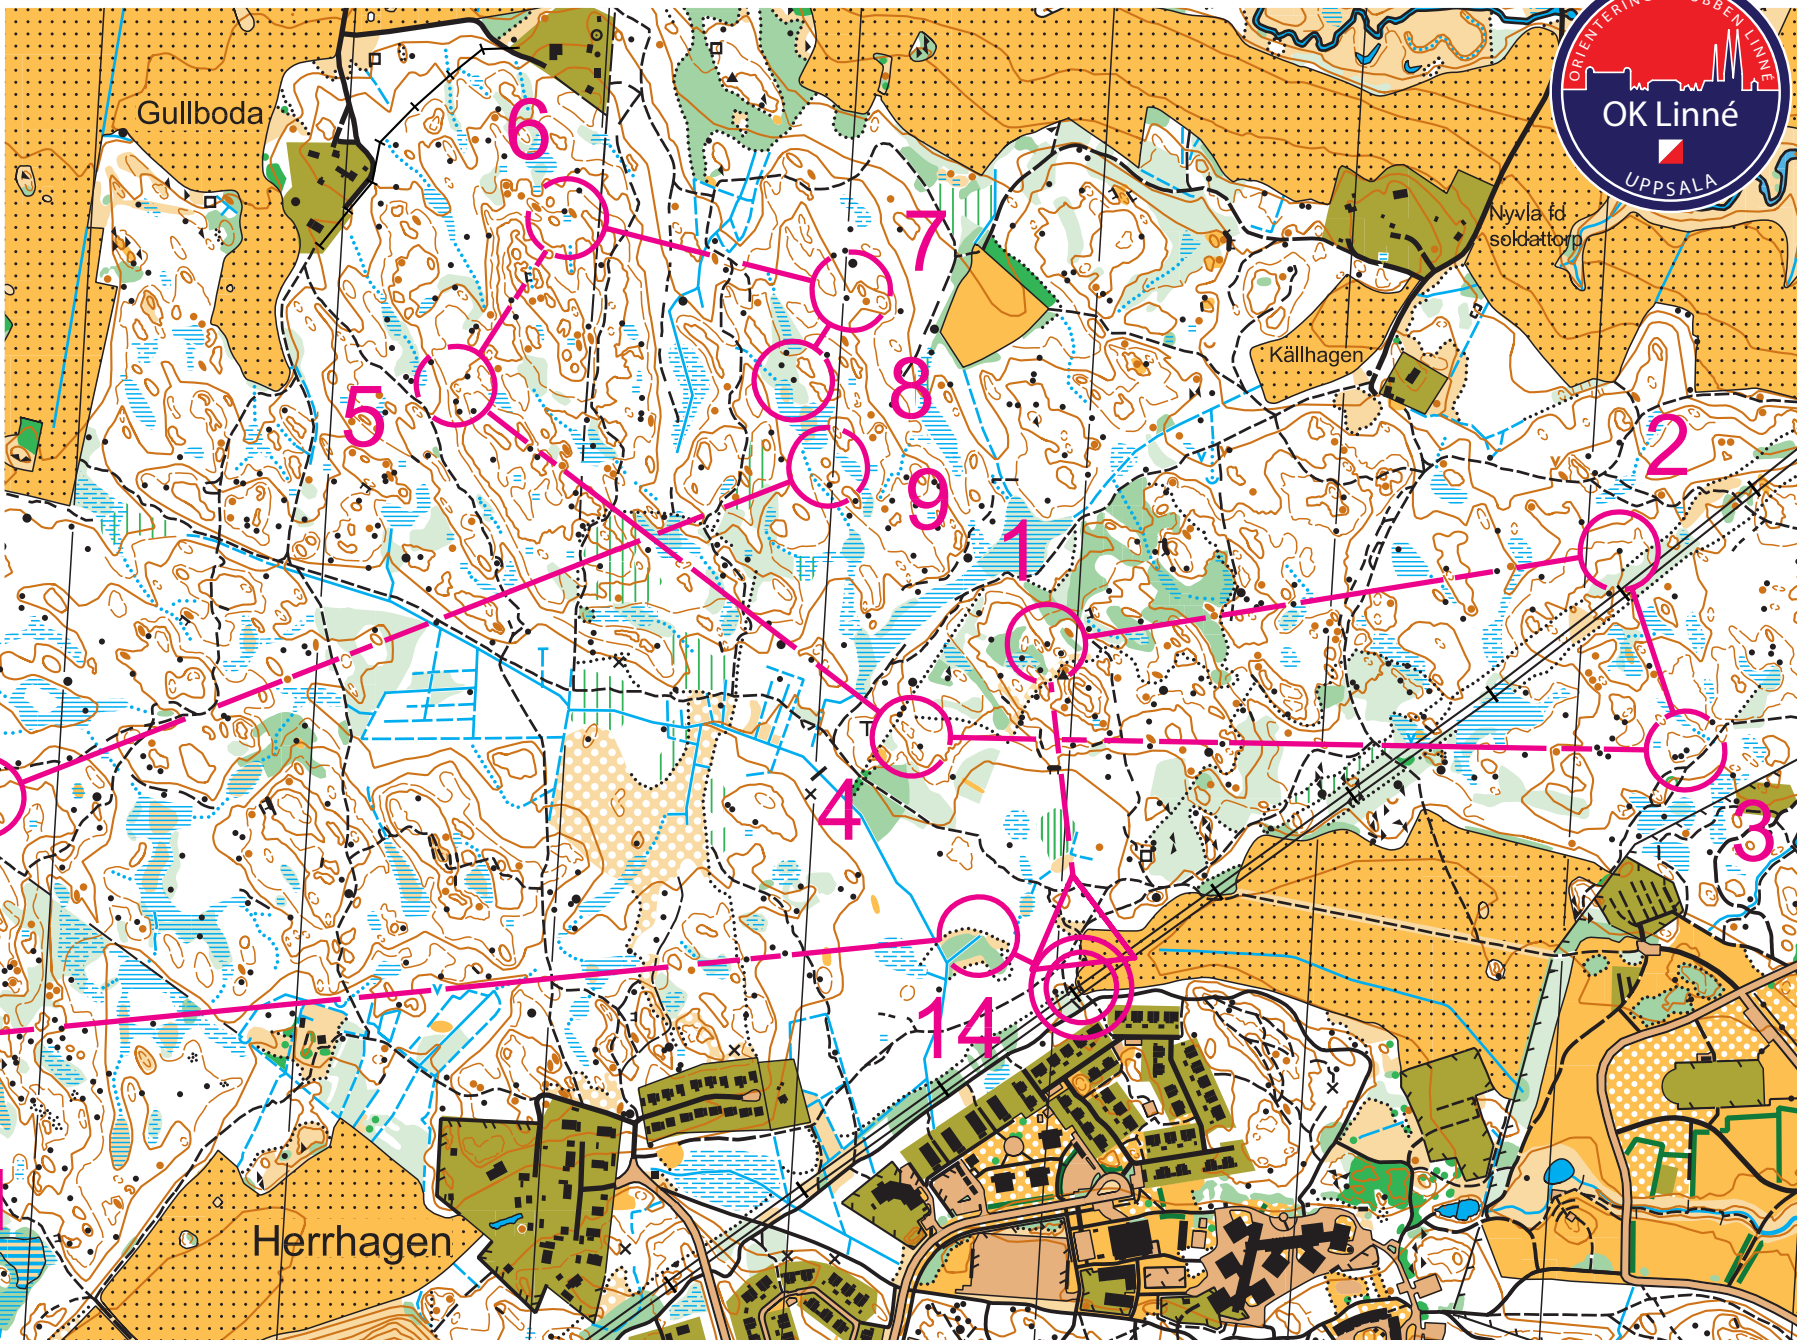 ORIENTERINGSKLUBBEN LINNÉ
OK Linné
UPPSALA
Gullboda
6
7
Nyvla fd
soldattorp
Källhagen
5
8
2
9
1
4
3
14
Herrhagen